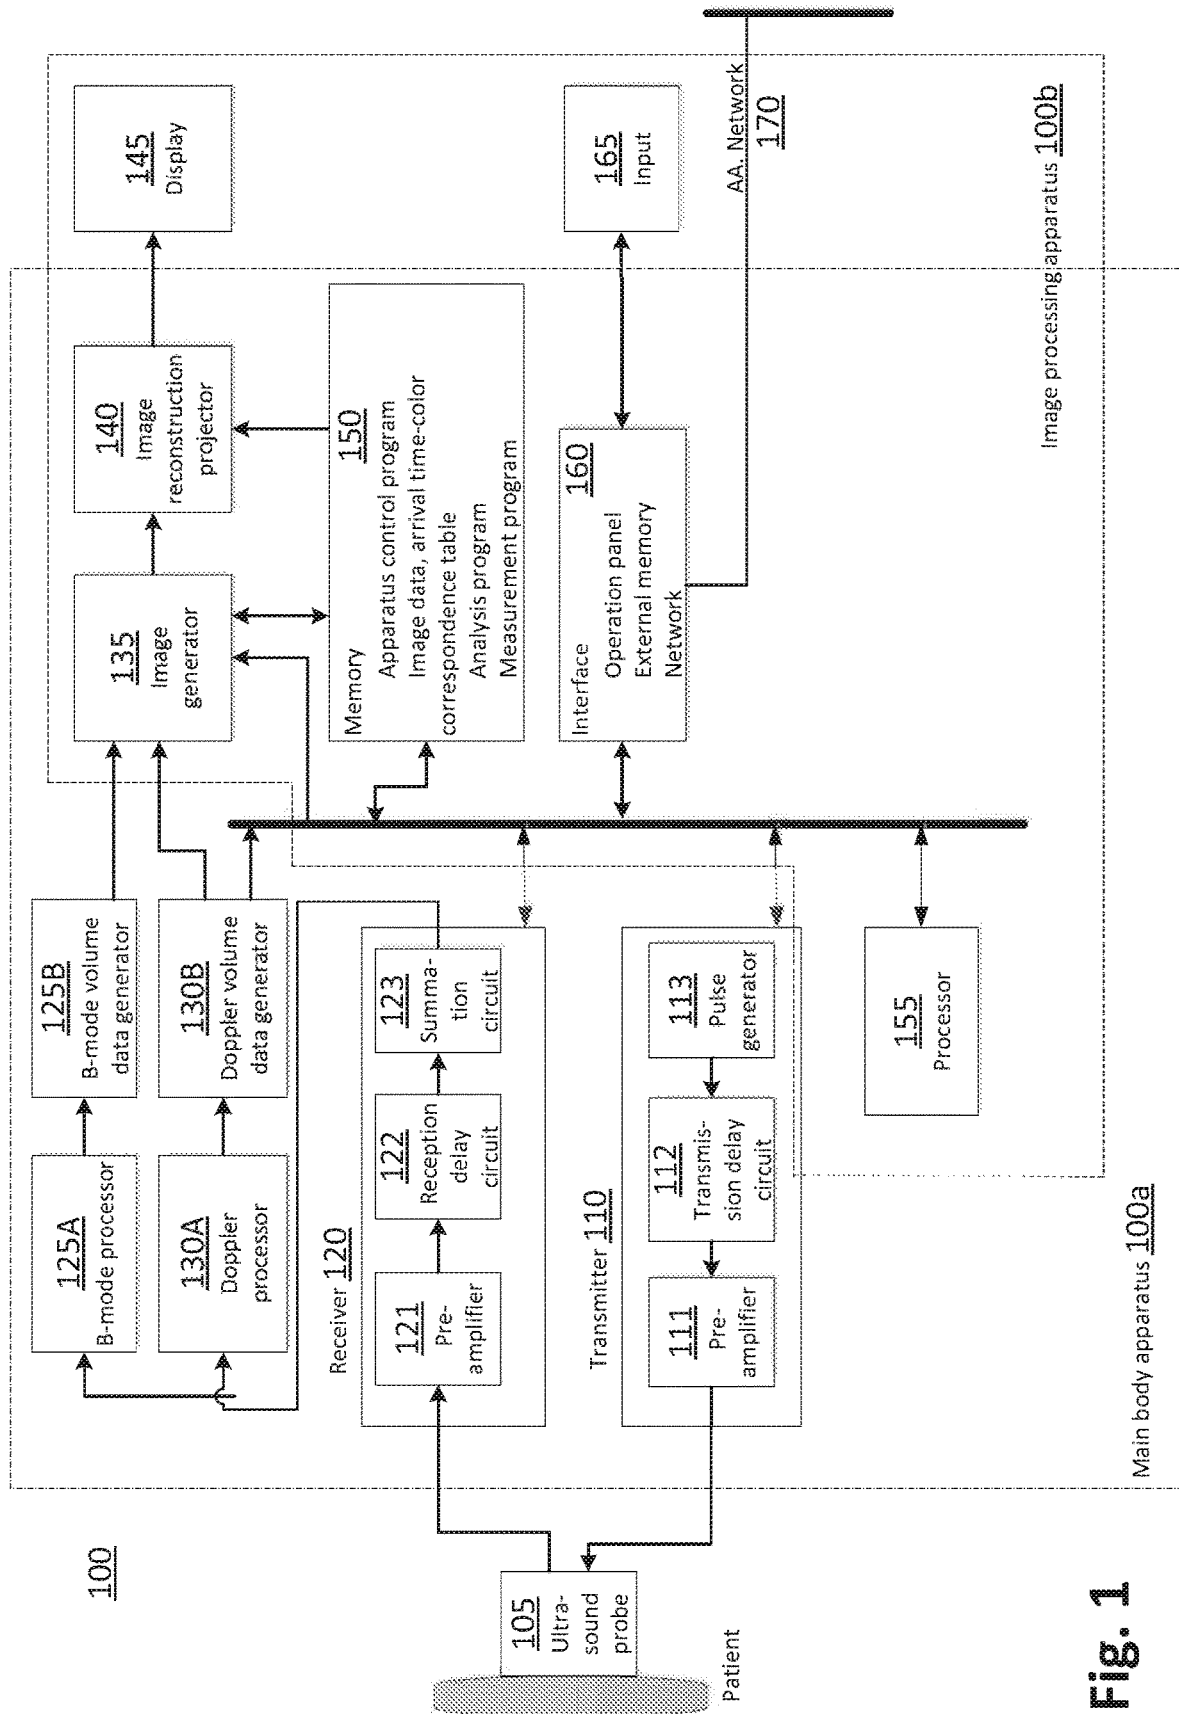 100
105
Ultra-
sound
probe
Patient
125A
B-mode processor
125B
B-mode volume
data generator
130A
Doppler
processor
130B
Doppler volume
data generator
135
Image
generator
140
Image
reconstruction
projector
145
Display
Receiver 120
121
Pre-
amplifier
122
Reception
delay
circuit
123
Summa-
tion
circuit
Memory
150
Apparatus control program
Image data, arrival time-color
correspondence table
Analysis program
Measurement program
Transmitter 110
111
Pre-
amplifier
112
Transmis-
sion delay
circuit
113
Pulse
generator
Interface
160
Operation panel
External memory
Network
165
Input
AA. Network
170
155
Processor
Image processing apparatus 100b
Main body apparatus 100a
Fig. 1